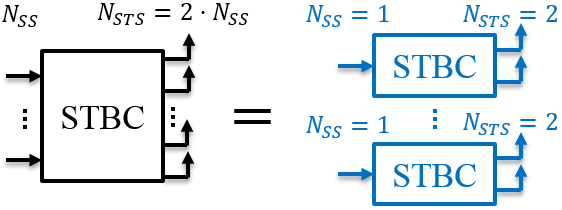 N_SS N_STS = 2 · N_SS
STBC
=
N_SS = 1 N_STS = 2
STBC
N_SS = 1 N_STS = 2
STBC